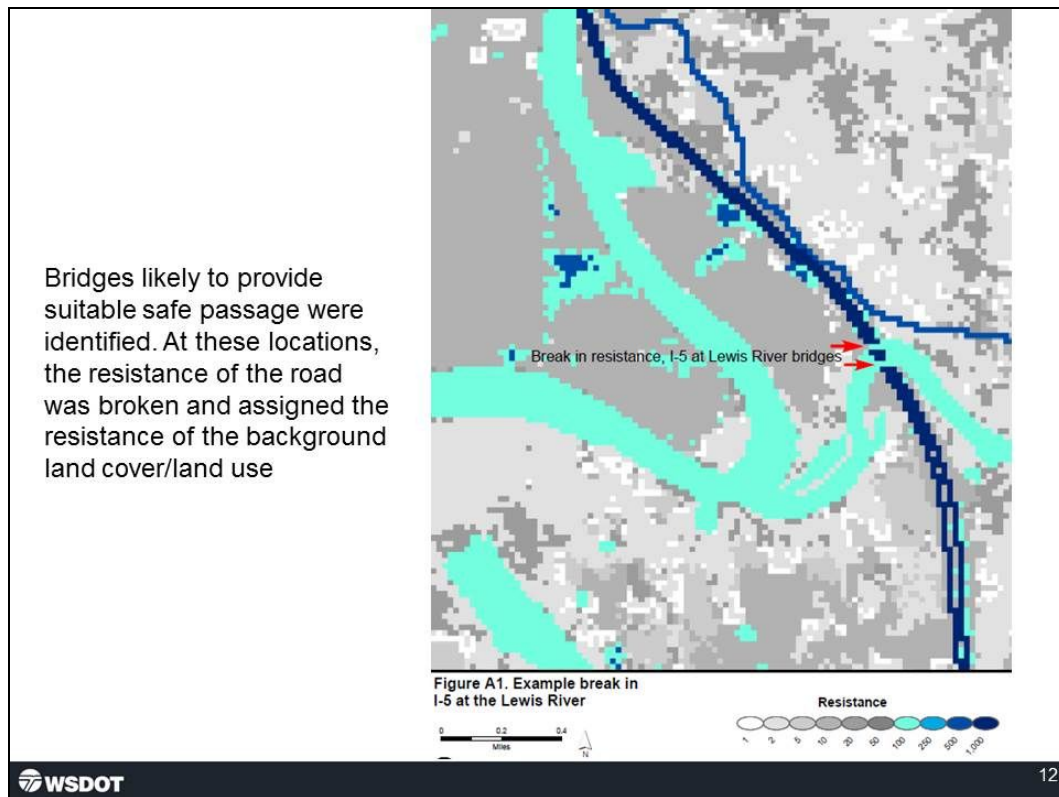 Bridges likely to provide
suitable safe passage were
identified. At these locations,
the resistance of the road
was broken and assigned the
resistance of the background
land cover/land use
Break in resistance, I-5 at Lewis River bridges
Figure A1. Example break in
I-5 at the Lewis River
0 0.2 0.4
Miles
N
Resistance
1 2 5 10 20 50 100 250 500 1,000
WSDOT
12